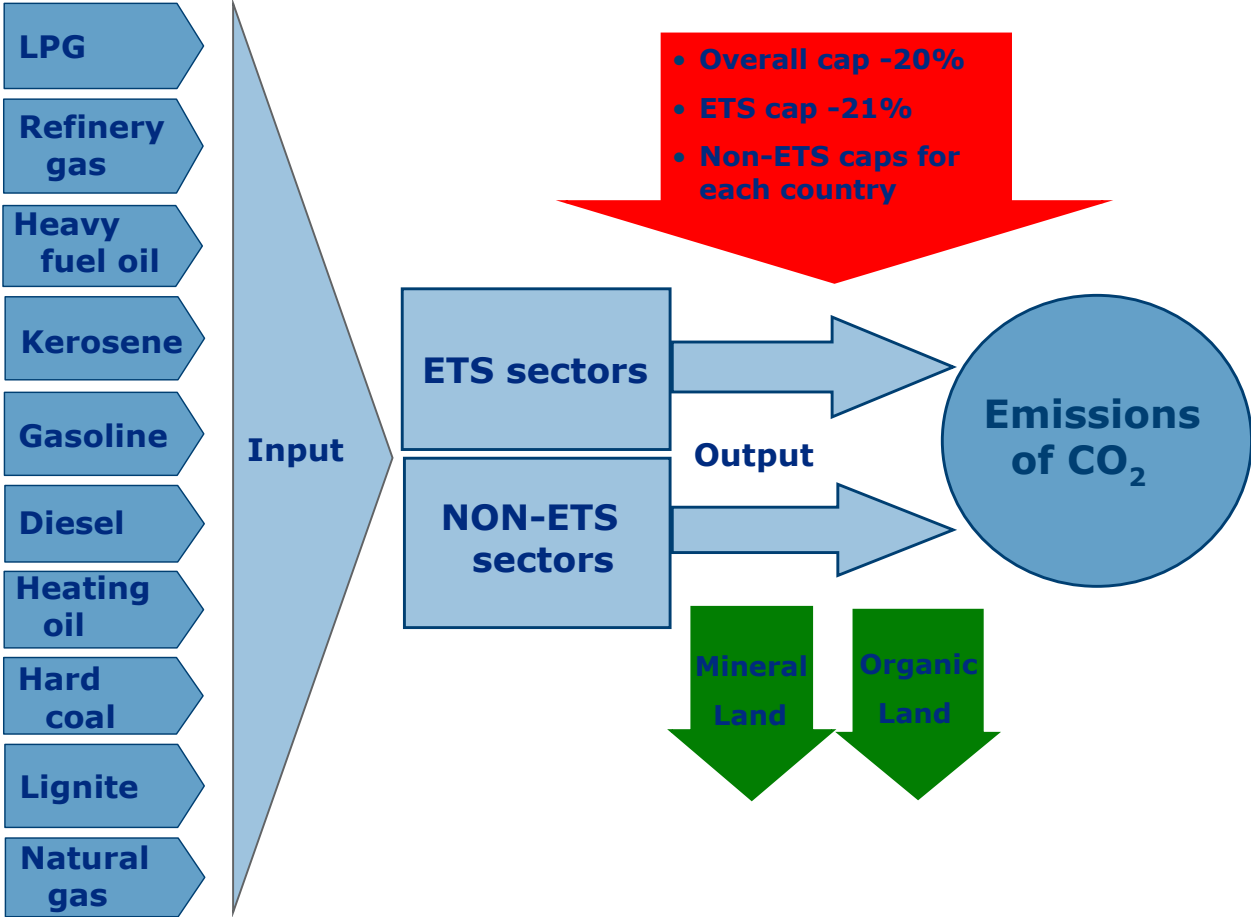 LPG
Refinery
gas
Heavy
fuel oil
Kerosene
Gasoline
Diesel
Heating
oil
Hard
coal
Lignite
Natural
gas
Input
• Overall cap -20%
• ETS cap -21%
• Non-ETS caps for
each country
ETS sectors
NON-ETS
sectors
Output
Emissions
of CO₂
Mineral
Land
Organic
Land